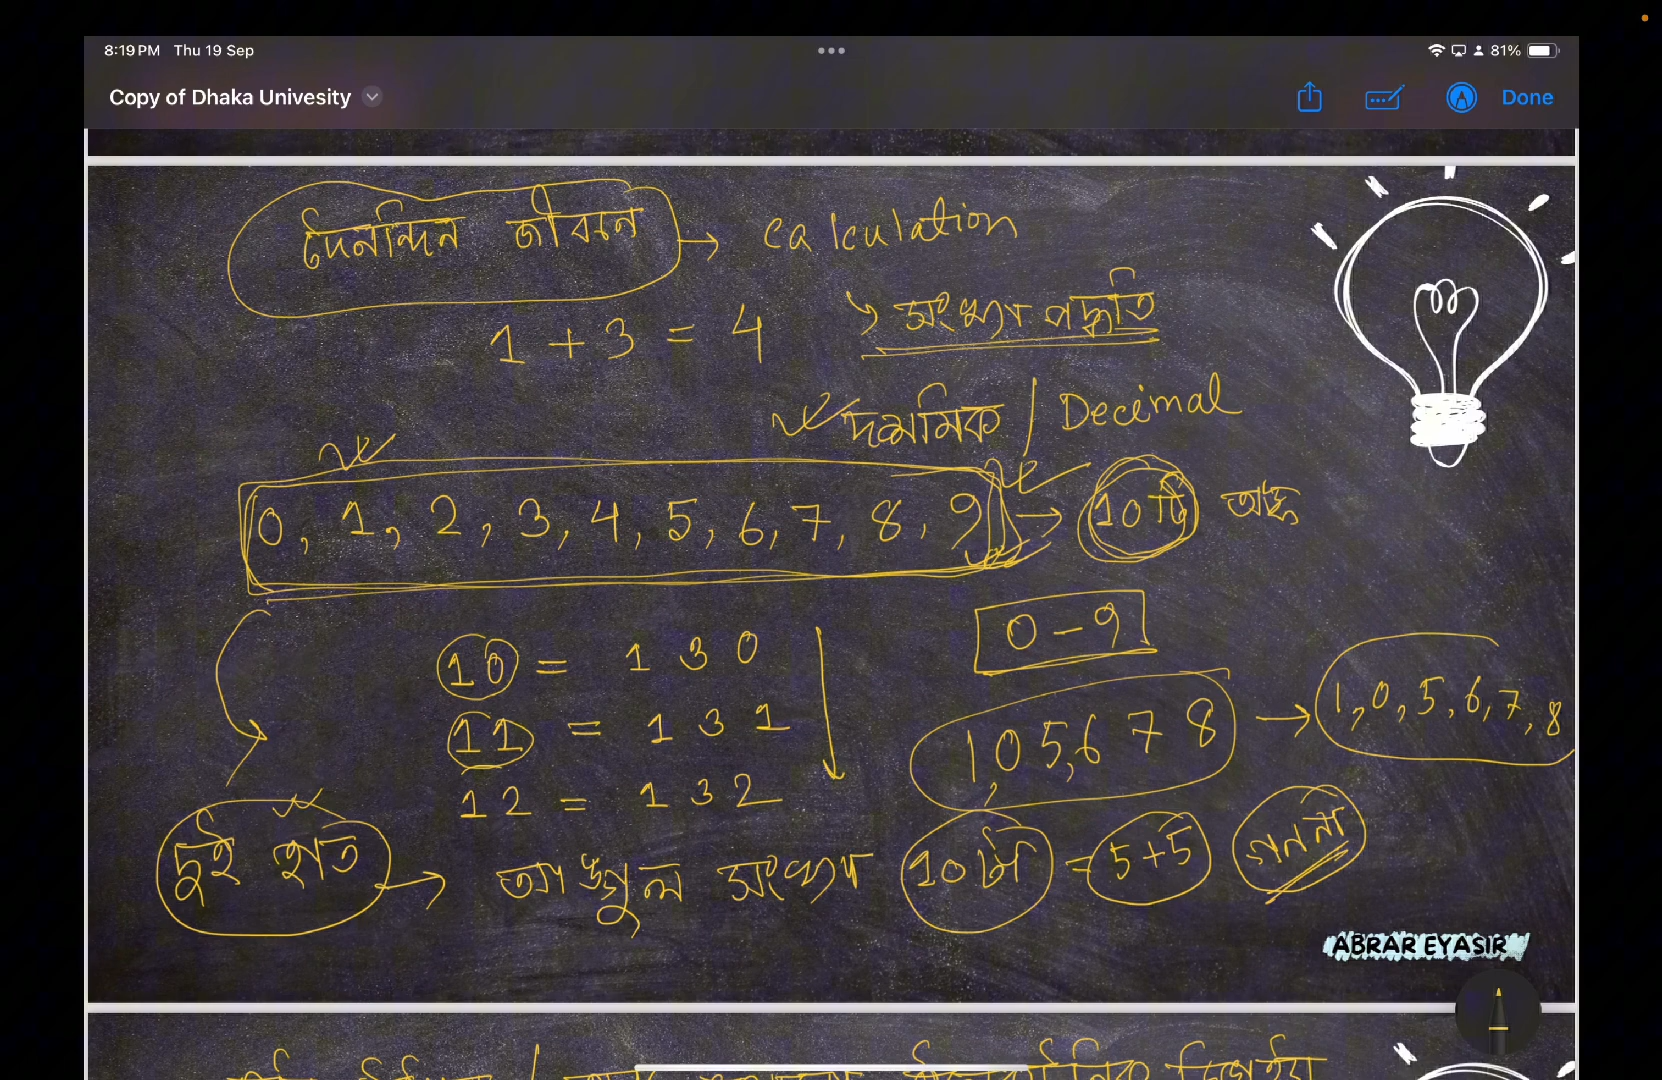 8:19 PM Thu 19 Sep
81%
Copy of Dhaka Univesity
Done
দৈনন্দিন জীবনে → calculation
1 + 3 = 4
সংখ্যা পদ্ধতি
দশমিক / Decimal
0, 1, 2, 3, 4, 5, 6, 7, 8, 9 → 10টি অঙ্ক
0 – 9
10 = 1 3 0
11 = 1 3 1
1,0 5,6 7 8 → 1,0,5,6,7,8
12 = 1 3 2
দুই হাত → আঙ্গুল সংখ্যা 10টা = 5+5 গননা
ABRAR EYASIR